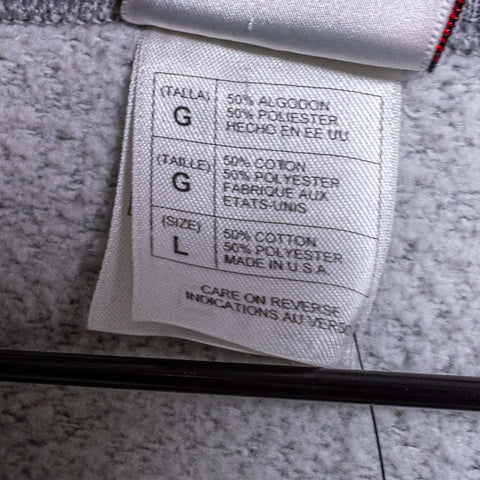 (TALLA)
G
50% ALGODON
50% POLIESTER
HECHO EN EE UU
(TAILLE)
G
50% COTON
50% POLYESTER
FABRIQUE AUX
ETATS-UNIS
(SIZE)
L
50% COTTON
50% POLYESTER
MADE IN U.S.A.
CARE ON REVERSE
INDICATIONS AU VERSO